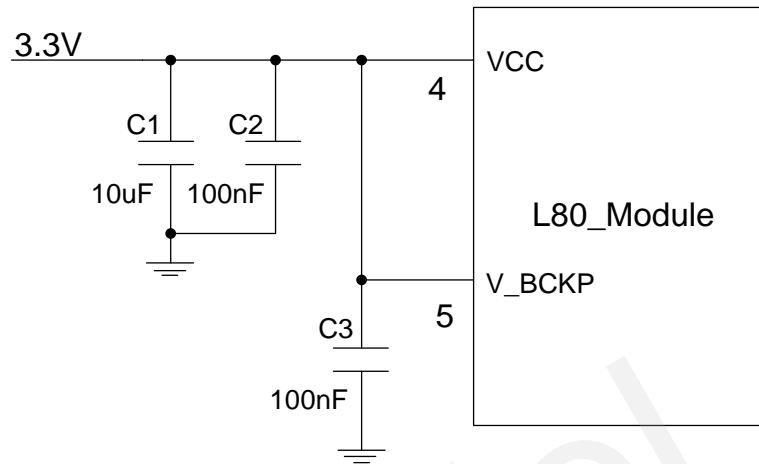 3.3V
VCC
4
C1
C2
10uF
100nF
L80_Module
V_BCKP
5
C3
100nF